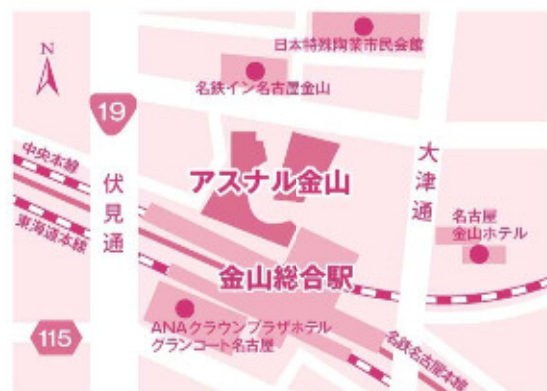 日本特殊陶業市民会館
N
名鉄イン名古屋金山
19
中央本線
伏見通
アスナル金山
大津通
東海道本線
名古屋
金山ホテル
金山総合駅
115
ANAクラウンプラザホテル
グランコート名古屋
名鉄名古屋本線